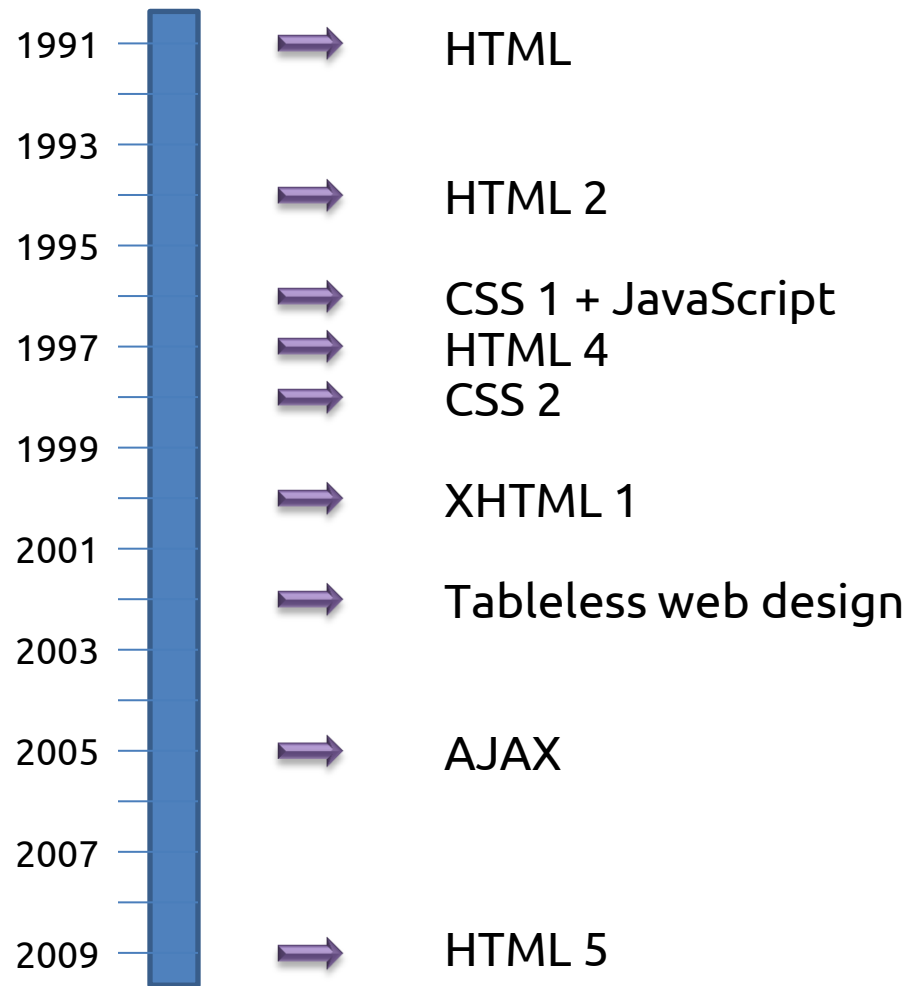 1991 HTML
1993
HTML 2
1995
CSS 1 + JavaScript
1997 HTML 4
CSS 2
1999
XHTML 1
2001
Tableless web design
2003
2005 AJAX
2007
2009 HTML 5